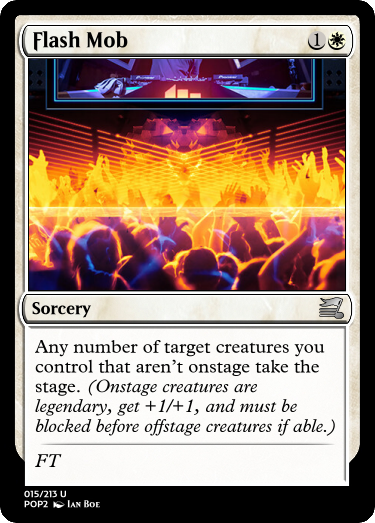 Flash Mob 1
Sorcery
Any number of target creatures you
control that aren't onstage take the
stage. (Onstage creatures are
legendary, get +1/+1, and must be
blocked before offstage creatures if able.)
FT
015/213 U
POP2 Ian Boe